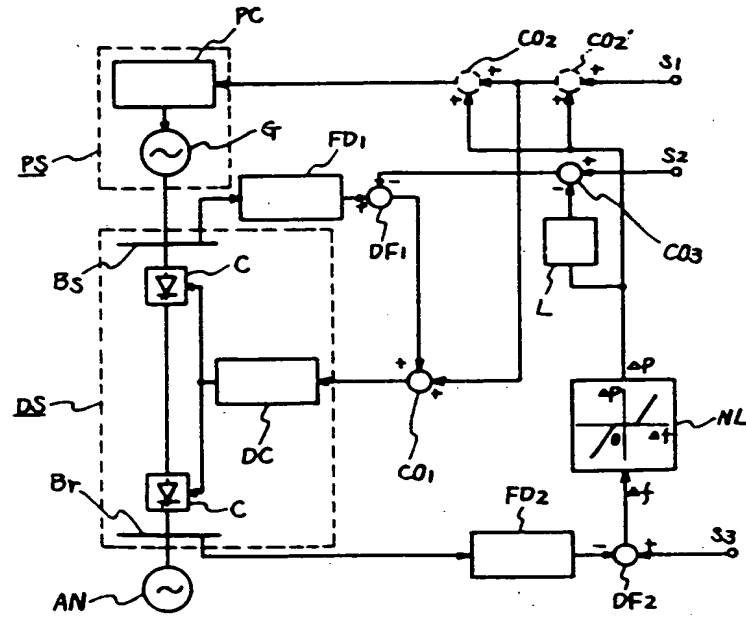 PC
CO2
CO2'
S1
+
+
+
+
G
PS
FD1
S2
-
+
+
-
DF1
CO3
BS
C
L
ΔP
+
+
DS
DC
CO1
ΔP
Δf
0
NL
Br
C
Δf
FD2
S3
-
+
AN
DF2